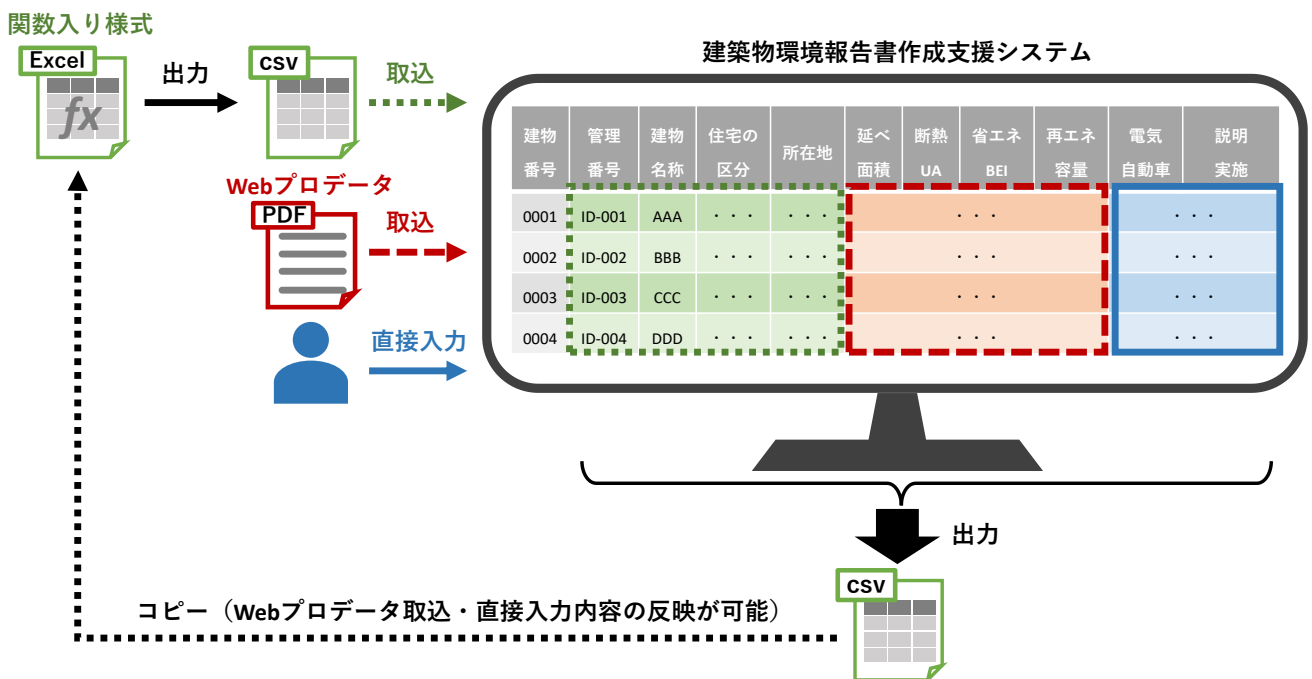 関数入り様式
Excel
fx
出力
CSV
取込
Webプロデータ
PDF
取込
直接入力
建築物環境報告書作成支援システム
建物番号 管理番号 建物名称 住宅の区分 所在地 延べ面積 断熱UA 省エネBEI 再エネ容量 電気自動車 説明実施
0001 ID-001 AAA ・・・ ・・・ ・・・ ・・・
0002 ID-002 BBB ・・・ ・・・ ・・・ ・・・
0003 ID-003 CCC ・・・ ・・・ ・・・ ・・・
0004 ID-004 DDD ・・・ ・・・ ・・・ ・・・
出力
CSV
コピー（Webプロデータ取込・直接入力内容の反映が可能）